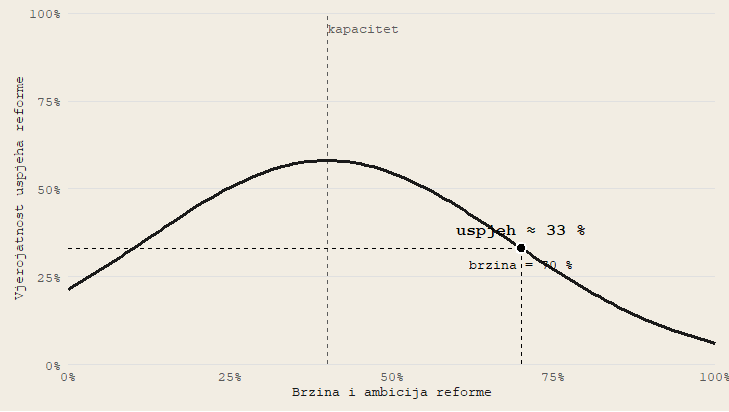 100%
kapacitet
75%
50%
uspjeh ≈ 33 %
brzina = 70 %
25%
0%
Vjerojatnost uspjeha reforme
0%
25%
50%
75%
100%
Brzina i ambicija reforme